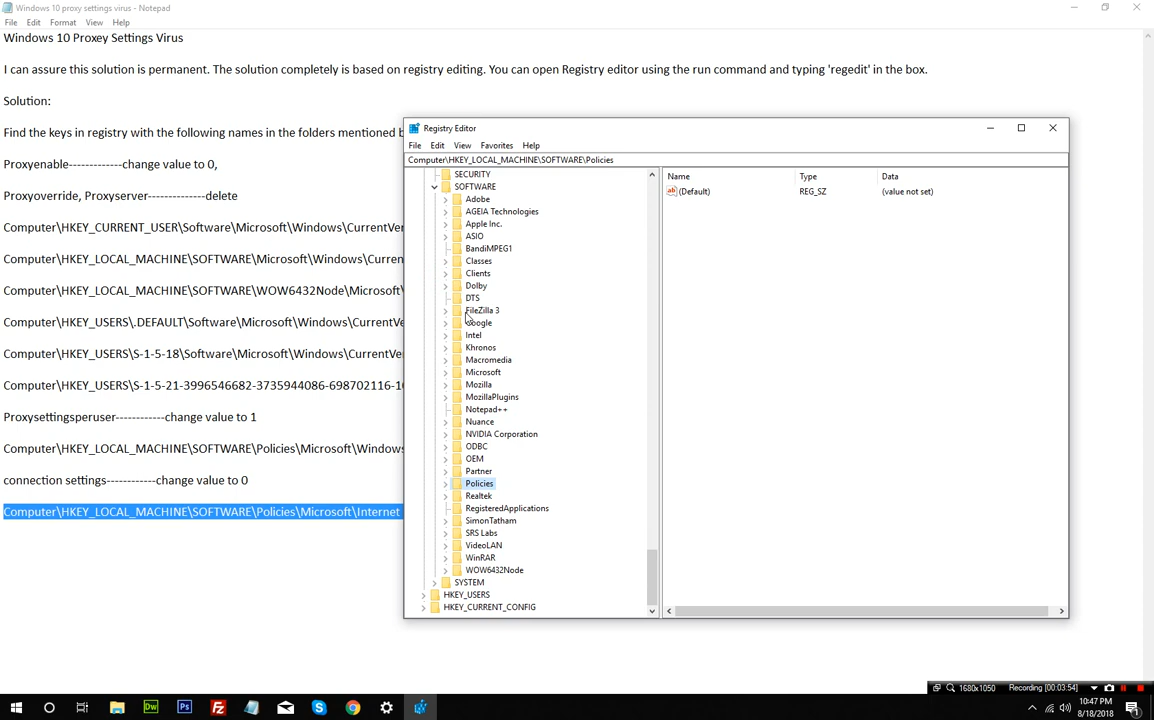 Windows 10 proxy settings virus - Notepad
File Edit Format View Help
Windows 10 Proxey Settings Virus
I can assure this solution is permanent. The solution completely is based on registry editing. You can open Registry editor using the run command and typing 'regedit' in the box.
Solution:
Find the keys in registry with the following names in the folders mentioned b
Proxyenable-------------change value to 0,
Proxyoverride, Proxyserver--------------delete
Computer\HKEY_CURRENT_USER\Software\Microsoft\Windows\CurrentVer
Computer\HKEY_LOCAL_MACHINE\SOFTWARE\Microsoft\Windows\Curren
Computer\HKEY_LOCAL_MACHINE\SOFTWARE\WOW6432Node\Microsoft\
Computer\HKEY_USERS\.DEFAULT\Software\Microsoft\Windows\CurrentVe
Computer\HKEY_USERS\S-1-5-18\Software\Microsoft\Windows\CurrentVer
Computer\HKEY_USERS\S-1-5-21-3996546682-3735944086-698702116-10
Proxysettingsperuser------------change value to 1
Computer\HKEY_LOCAL_MACHINE\SOFTWARE\Policies\Microsoft\Windows
connection settings------------change value to 0
Computer\HKEY_LOCAL_MACHINE\SOFTWARE\Policies\Microsoft\Internet
Registry Editor
File Edit View Favorites Help
Computer\HKEY_LOCAL_MACHINE\SOFTWARE\Policies
SECURITY
SOFTWARE
Adobe
AGEIA Technologies
Apple Inc.
ASIO
BandiMPEG1
Classes
Clients
Dolby
DTS
FileZilla 3
Google
Intel
Khronos
Macromedia
Microsoft
Mozilla
MozillaPlugins
Notepad++
Nuance
NVIDIA Corporation
ODBC
OEM
Partner
Policies
Realtek
RegisteredApplications
SimonTatham
SRS Labs
VideoLAN
WinRAR
WOW6432Node
SYSTEM
HKEY_USERS
HKEY_CURRENT_CONFIG
Name Type Data
ab (Default) REG_SZ (value not set)
1680x1050 Recording [00:03:54]
Dw Ps Fz S
10:47 PM
8/18/2018
1